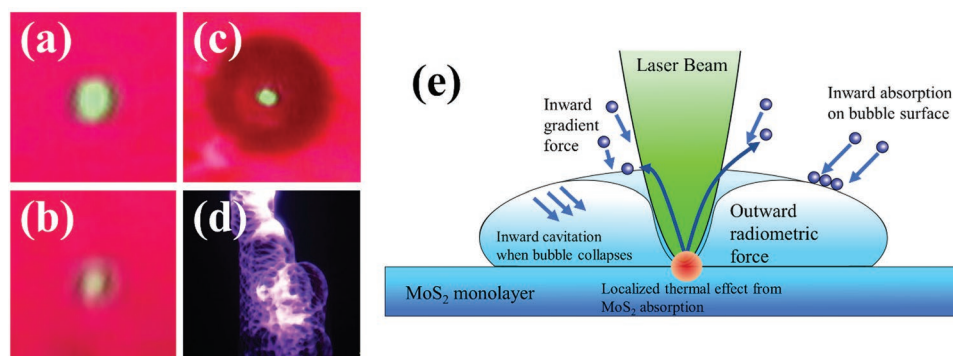 (a)
(c)
(b)
(d)
(e)
Laser Beam
Inward
gradient
force
Inward absorption
on bubble surface
Inward cavitation
when bubble collapses
Outward
radiometric
force
MoS₂ monolayer
Localized thermal effect from
MoS₂ absorption